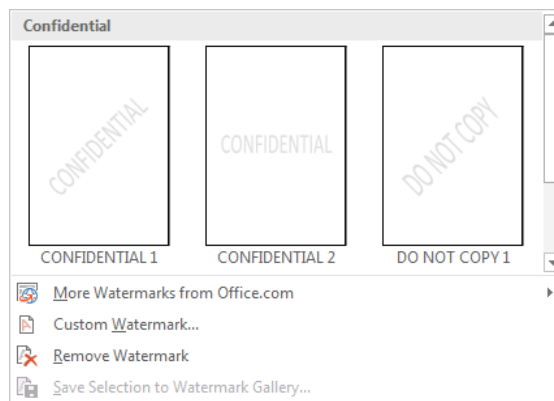 Confidential
CONFIDENTIAL
CONFIDENTIAL
DO NOT COPY
CONFIDENTIAL 1
CONFIDENTIAL 2
DO NOT COPY 1
More Watermarks from Office.com
Custom Watermark...
Remove Watermark
Save Selection to Watermark Gallery...